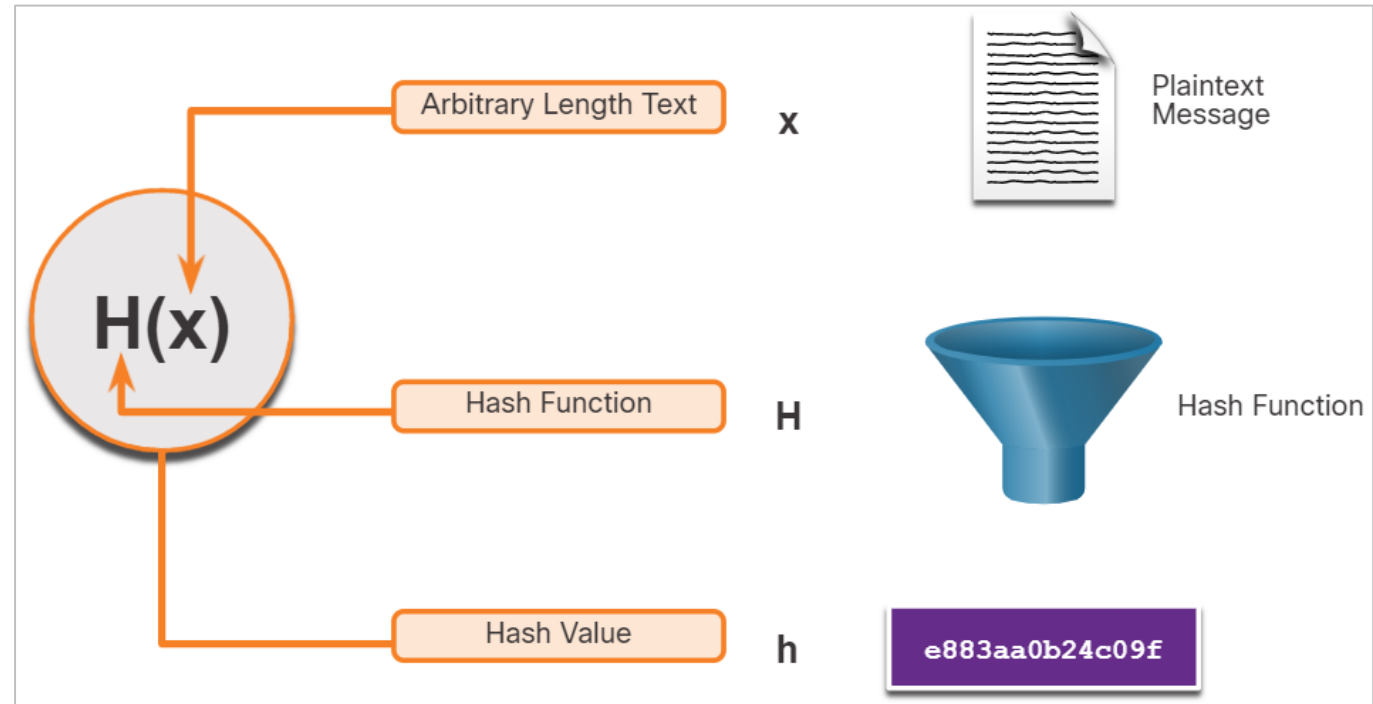 Arbitrary Length Text
x
Plaintext
Message
H(x)
Hash Function
H
Hash Function
Hash Value
h
e883aa0b24c09f